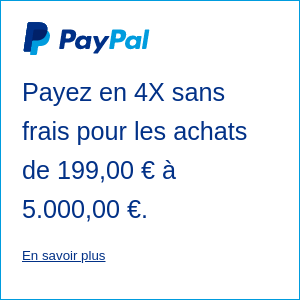 PayPal
Payez en 4X sans
frais pour les achats
de 199,00 € à
5.000,00 €.
En savoir plus